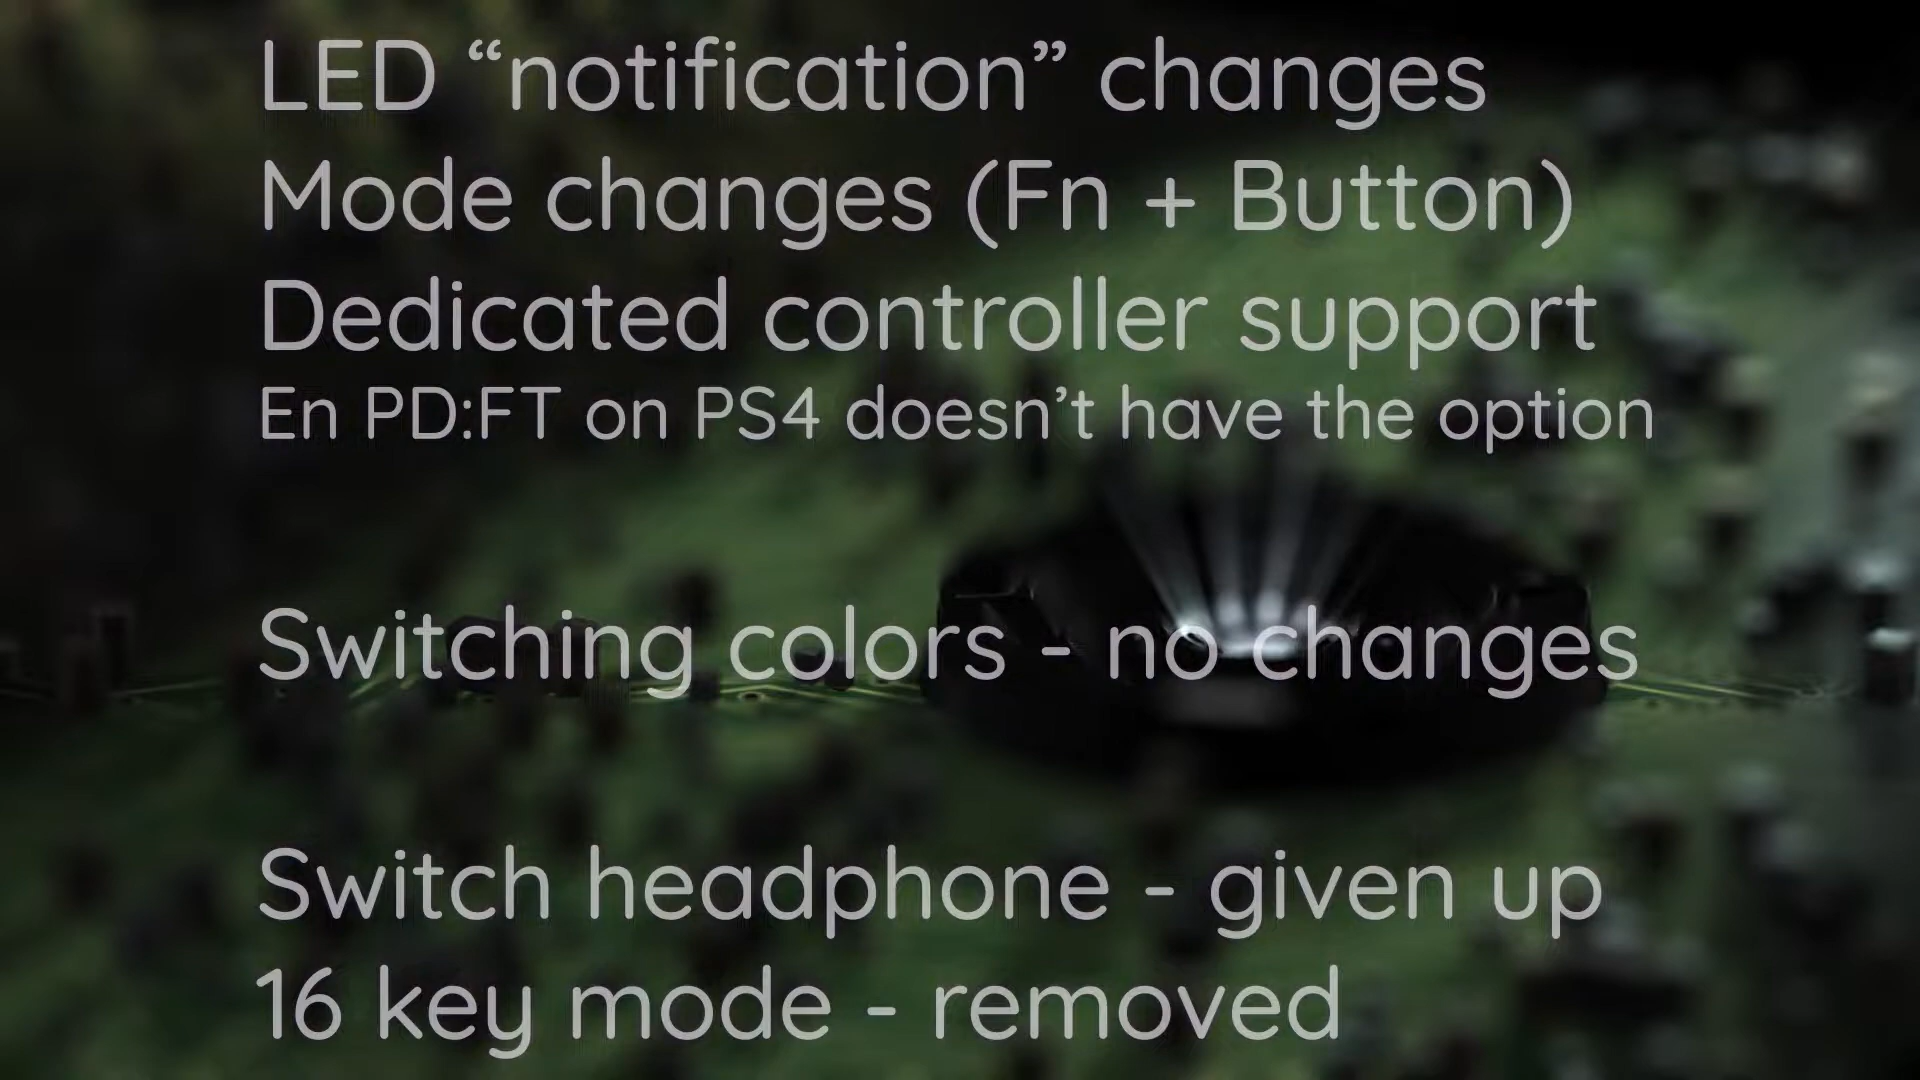 LED “notification” changes
Mode changes (Fn + Button)
Dedicated controller support
En PD:FT on PS4 doesn’t have the option
Switching colors - no changes
Switch headphone - given up
16 key mode - removed